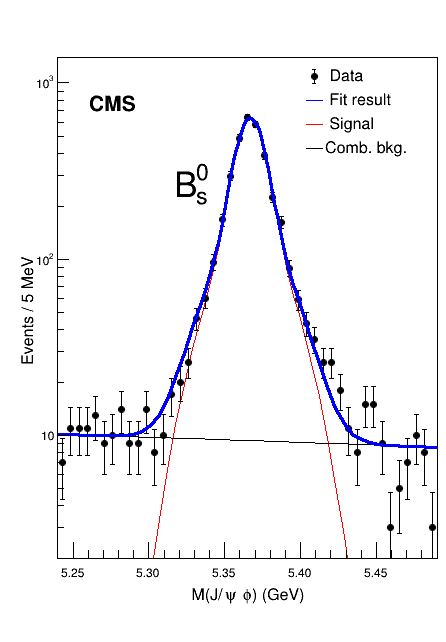 10³
CMS
Data
Fit result
Signal
Comb. bkg.
B⁰ₛ
10²
10
Events / 5 MeV
5.25 5.30 5.35 5.40 5.45
M(J/ψ ϕ) (GeV)